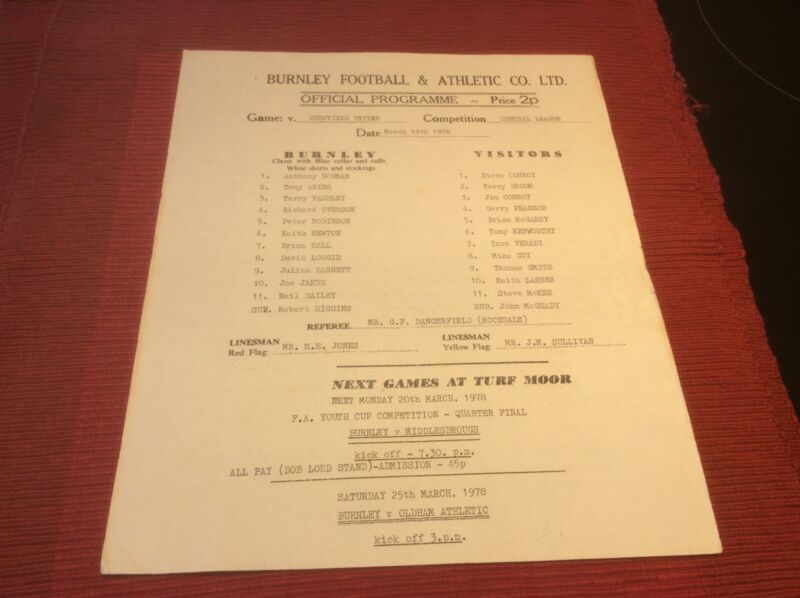 BURNLEY FOOTBALL & ATHLETIC CO. LTD.
OFFICIAL PROGRAMME -- Price 2p
Game: v. SHEFFIELD UNITED Competition CENTRAL LEAGUE
Date March 18th 1978
BURNLEY VISITORS
Claret with Blue collar and cuffs.
White shorts and stockings
1. Anthony NORMAN 1. Steve CONROY
2. Tony ARINS 2. Terry BROOM
3. Terry PASHLEY 3. Jim CONROY
4. Richard OVERSON 4. Gerry PEARSON
5. Peter ROBINSON 5. Brian McGARRY
6. Keith NEWTON 6. Tony KENWORTHY
7. Brian HALL 7. Imre VERADI
8. David LOGGIE 8. Mike GUY
9. Julian BARNETT 9. Thomas SMITH
10. Joe JAKUB 10. Keith LARNER
11. Neil BAILEY 11. Steve McKEE
SUB. Robert HIGGINS SUB. John McGEADY
REFEREE MR. G.F. DANGERFIELD (ROCHDALE)
LINESMAN LINESMAN
Red Flag: MR. H.H. JONES Yellow Flag: MR. J.M. SULLIVAN
NEXT GAMES AT TURF MOOR
NEXT MONDAY 20th MARCH, 1978
F.A. YOUTH CUP COMPETITION - QUARTER FINAL
BURNLEY v MIDDLESBROUGH
kick off - 7.30. p.m.
ALL PAY (BOB LORD STAND)-ADMISSION - 45p
SATURDAY 25th MARCH, 1978
BURNLEY v OLDHAM ATHLETIC
kick off 3.p.m.